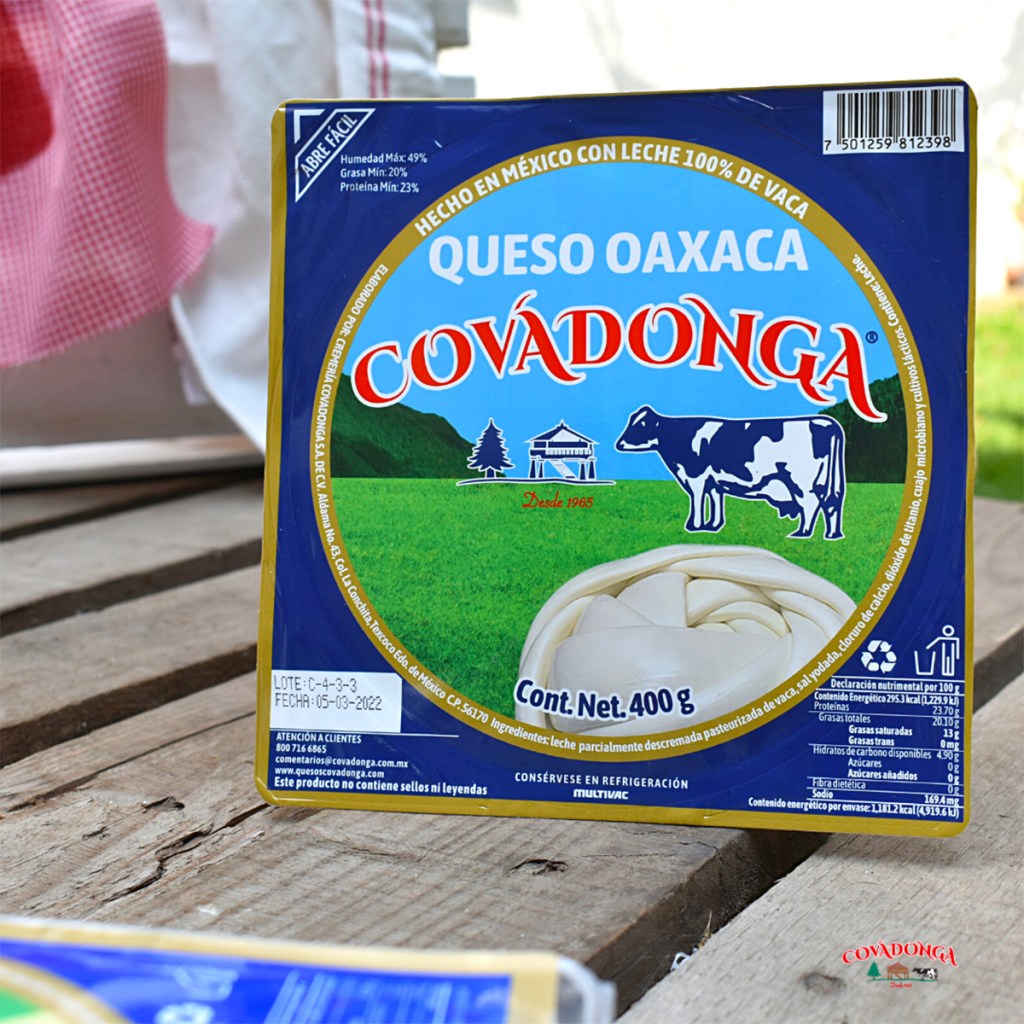 ABRE FÁCIL
Humedad Máx: 49%
Grasa Mín: 20%
Proteína Mín: 23%
7 501259 812398
HECHO EN MÉXICO CON LECHE 100% DE VACA
QUESO OAXACA
COVADONGA®
Desde 1965
ELABORADO POR: CREMERÍA COVADONGA S.A. DE C.V. Aldama No. 43, Col. La Conchita, Texcoco Edo. de México C.P. 56170
Ingredientes: leche parcialmente descremada pasteurizada de vaca, sal yodada, cloruro de calcio, dióxido de titanio, cuajo microbiano y cultivos lácticos. Contiene: Leche.
Cont. Net. 400 g
LOTE: C-4-3-3
FECHA: 05-03-2022
ATENCIÓN A CLIENTES
800 716 6865
comentarios@covadonga.com.mx
www.quesoscovadonga.com
Este producto no contiene sellos ni leyendas
CONSÉRVESE EN REFRIGERACIÓN
MULTIVAC
Declaración nutrimental por 100 g
Contenido Energético 295.3 kcal (1,229.9 kJ)
Proteínas 23.70 g
Grasas totales 20.10 g
Grasas saturadas 13 g
Grasas trans 0 mg
Hidratos de carbono disponibles 4.90 g
Azúcares 0 g
Azúcares añadidos 0 g
Fibra dietética 0 g
Sodio 169.4 mg
Contenido energético por envase: 1,181.2 kcal (4,919.6 kJ)
COVADONGA